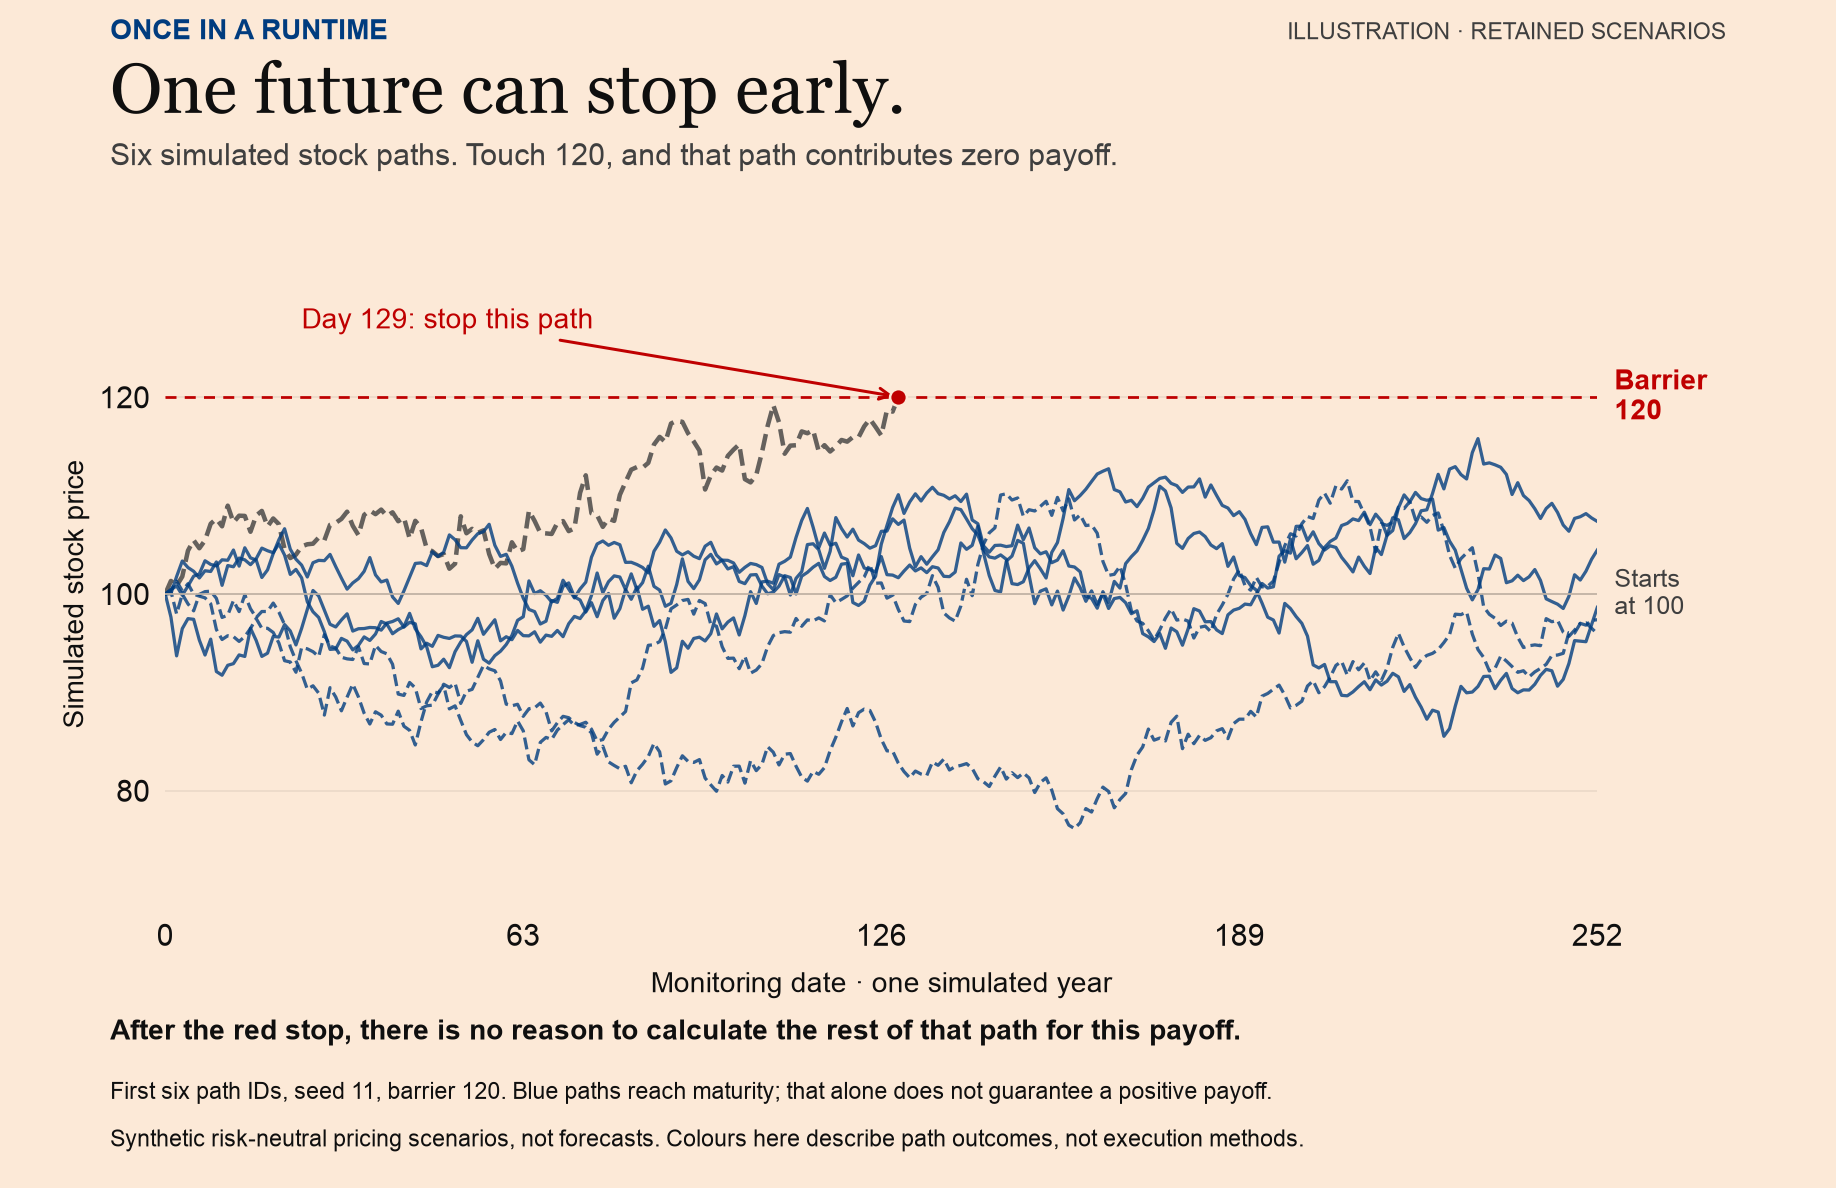 ONCE IN A RUNTIME
ILLUSTRATION · RETAINED SCENARIOS
One future can stop early.
Six simulated stock paths. Touch 120, and that path contributes zero payoff.
Day 129: stop this path
120
Barrier
120
100
Starts
at 100
80
Simulated stock price
0
63
126
189
252
Monitoring date · one simulated year
After the red stop, there is no reason to calculate the rest of that path for this payoff.
First six path IDs, seed 11, barrier 120. Blue paths reach maturity; that alone does not guarantee a positive payoff.
Synthetic risk-neutral pricing scenarios, not forecasts. Colours here describe path outcomes, not execution methods.